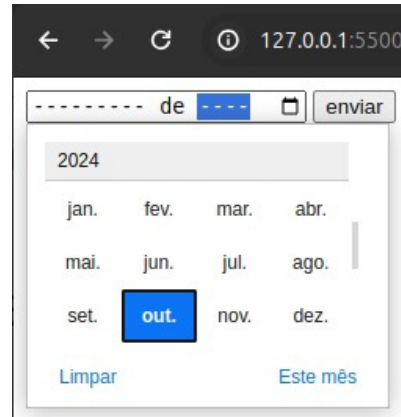 127.0.0.1:5500
--------- de ---- enviar
2024
jan. fev. mar. abr.
mai. jun. jul. ago.
set. out. nov. dez.
Limpar Este mês